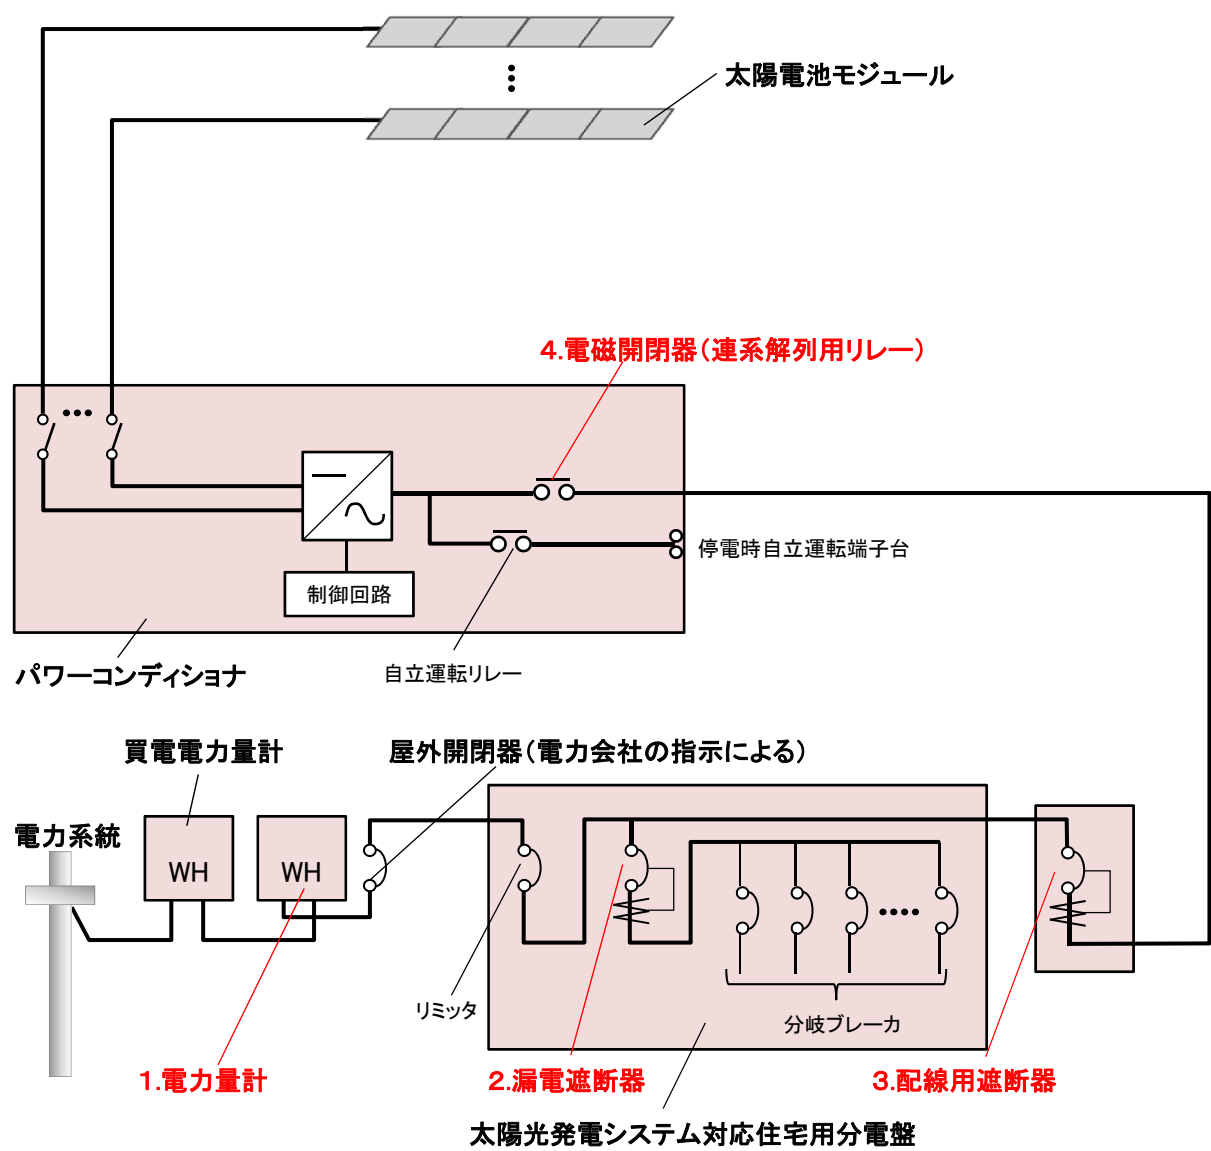 太陽電池モジュール
4.電磁開閉器(連系解列用リレー)
停電時自立運転端子台
制御回路
パワーコンディショナ
自立運転リレー
買電電力量計
屋外開閉器(電力会社の指示による)
電力系統
WH
WH
リミッタ
分岐ブレーカ
1.電力量計
2.漏電遮断器
3.配線用遮断器
太陽光発電システム対応住宅用分電盤